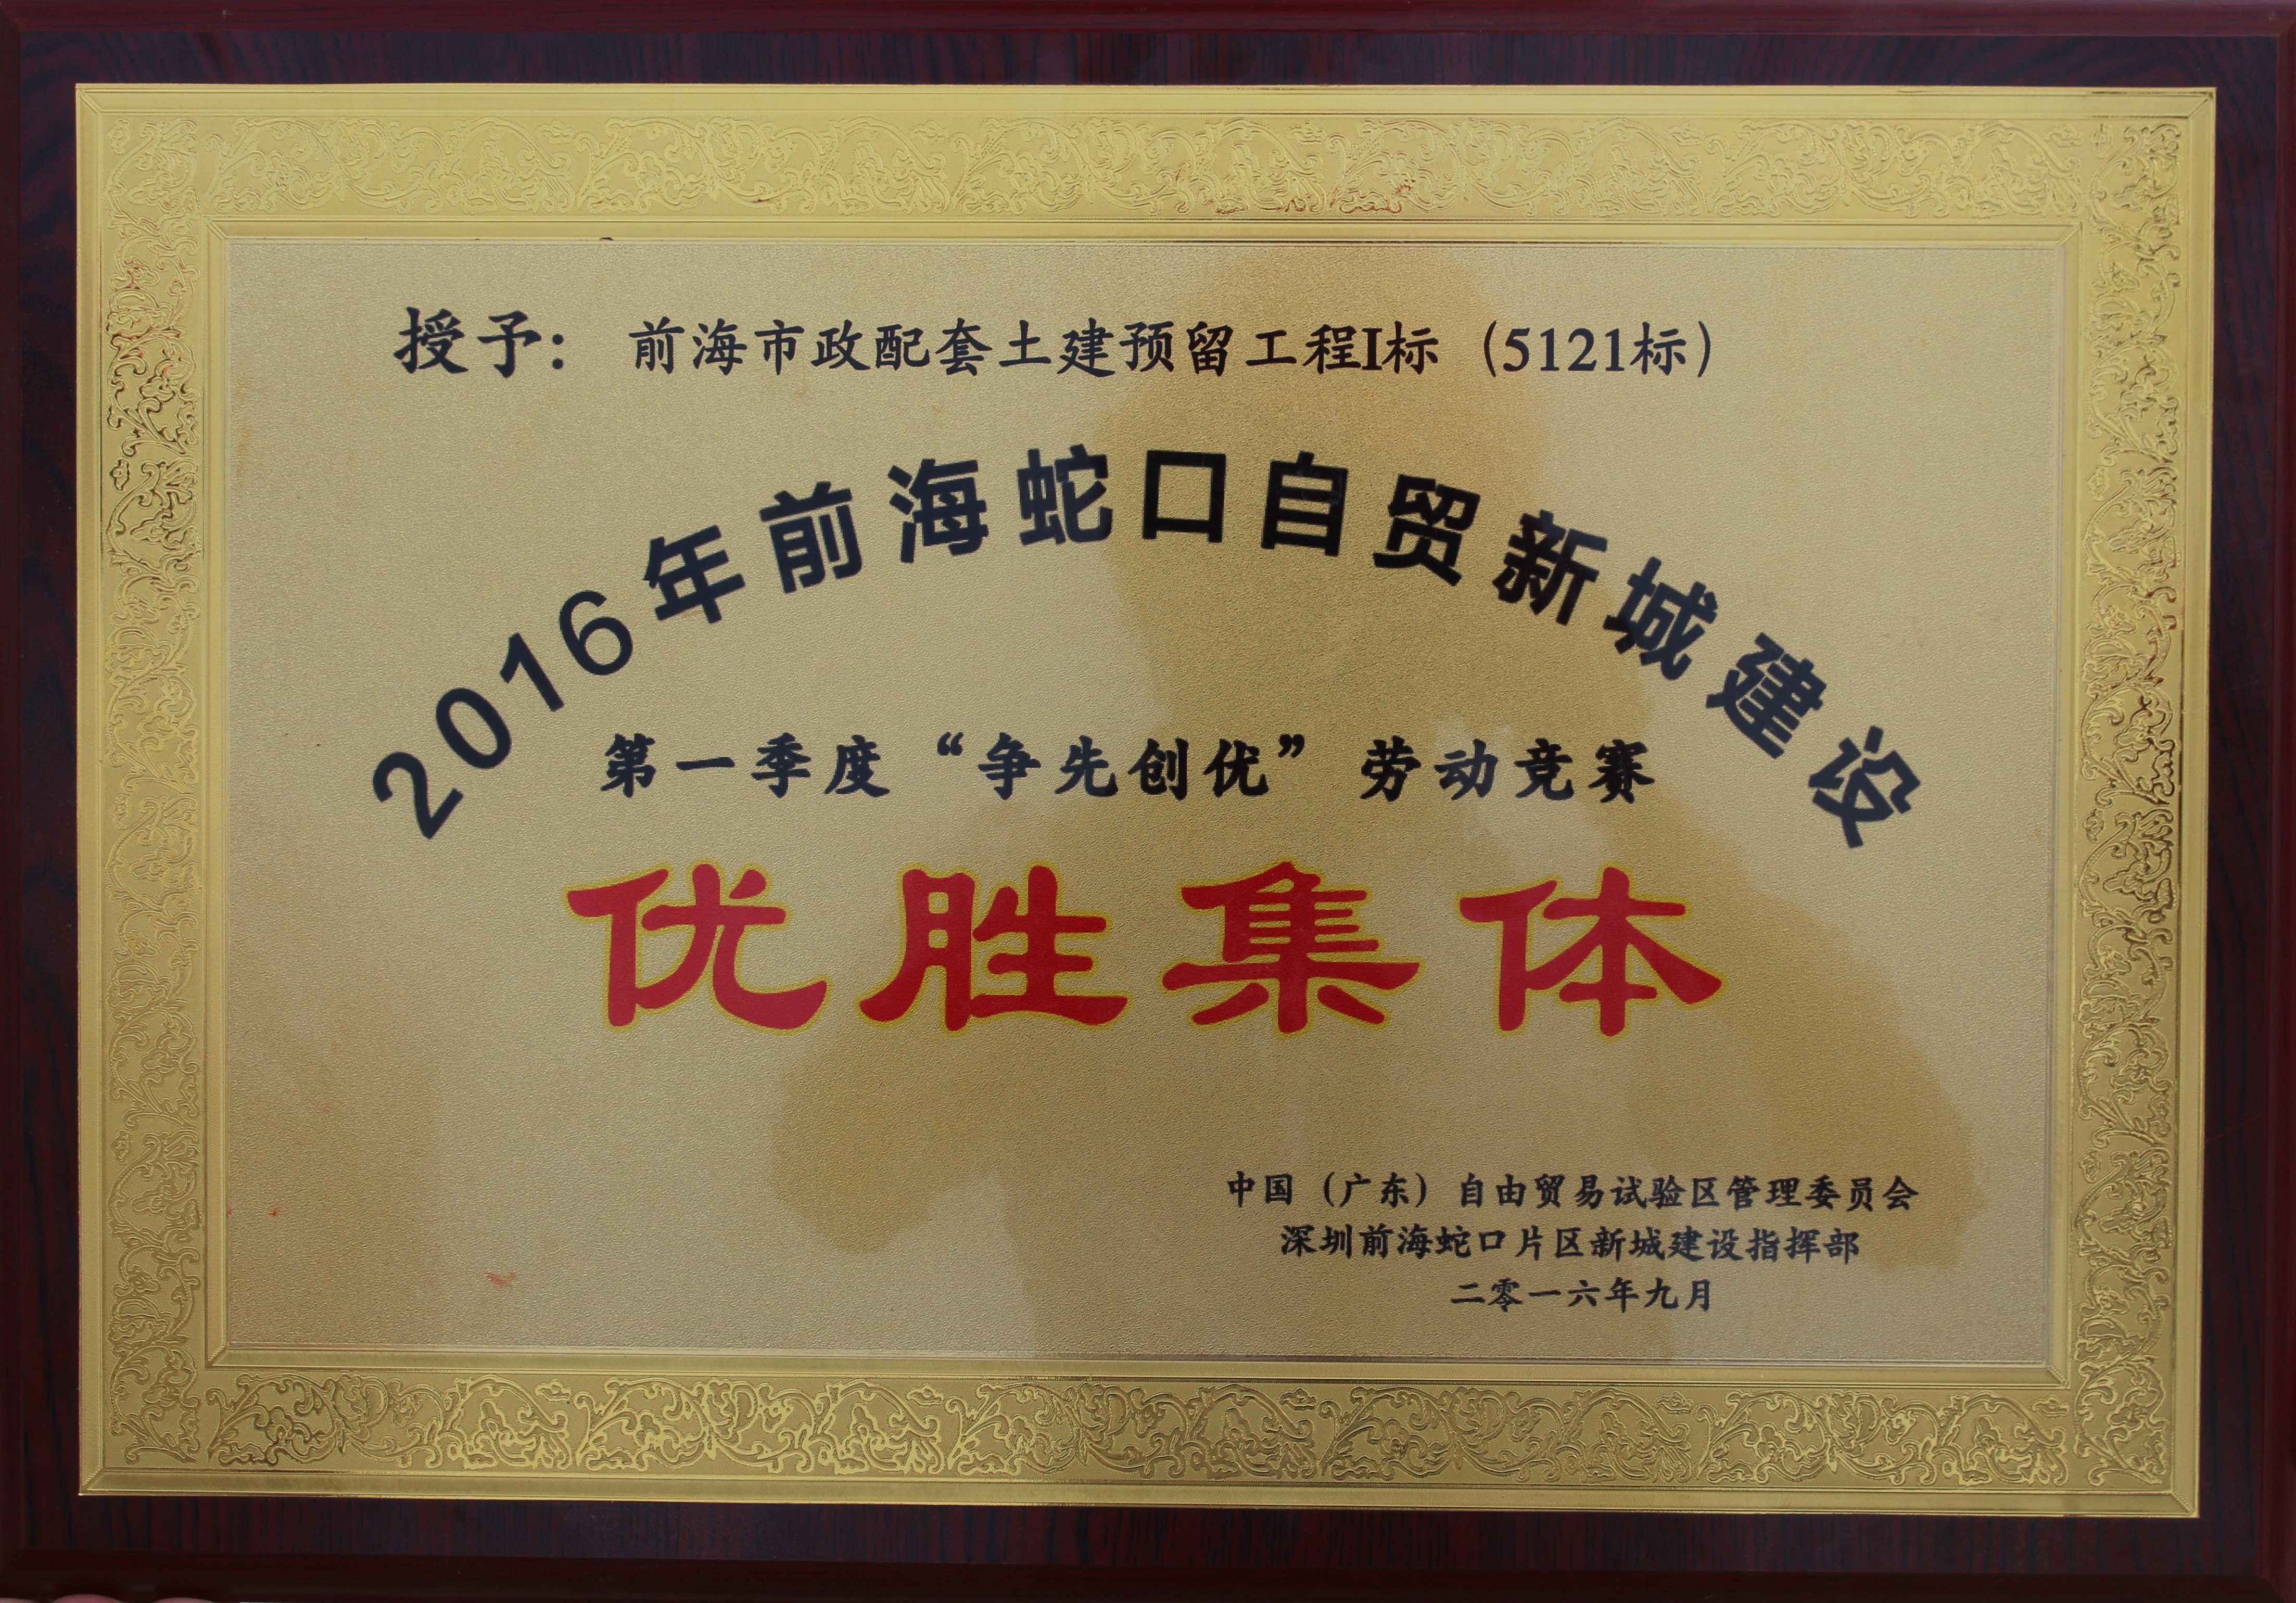 授予：前海市政配套土建预留工程I标（5121标）
2016年前海蛇口自贸新城建设
第一季度“争先创优”劳动竞赛
优胜集体
中国（广东）自由贸易试验区管理委员会
深圳前海蛇口片区新城建设指挥部
二零一六年九月